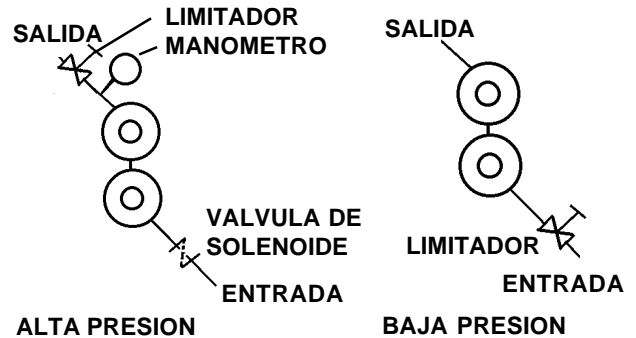 LIMITADOR
SALIDA
MANOMETRO
VALVULA DE
SOLENOIDE
ENTRADA
ALTA PRESION
SALIDA
LIMITADOR
ENTRADA
BAJA PRESION